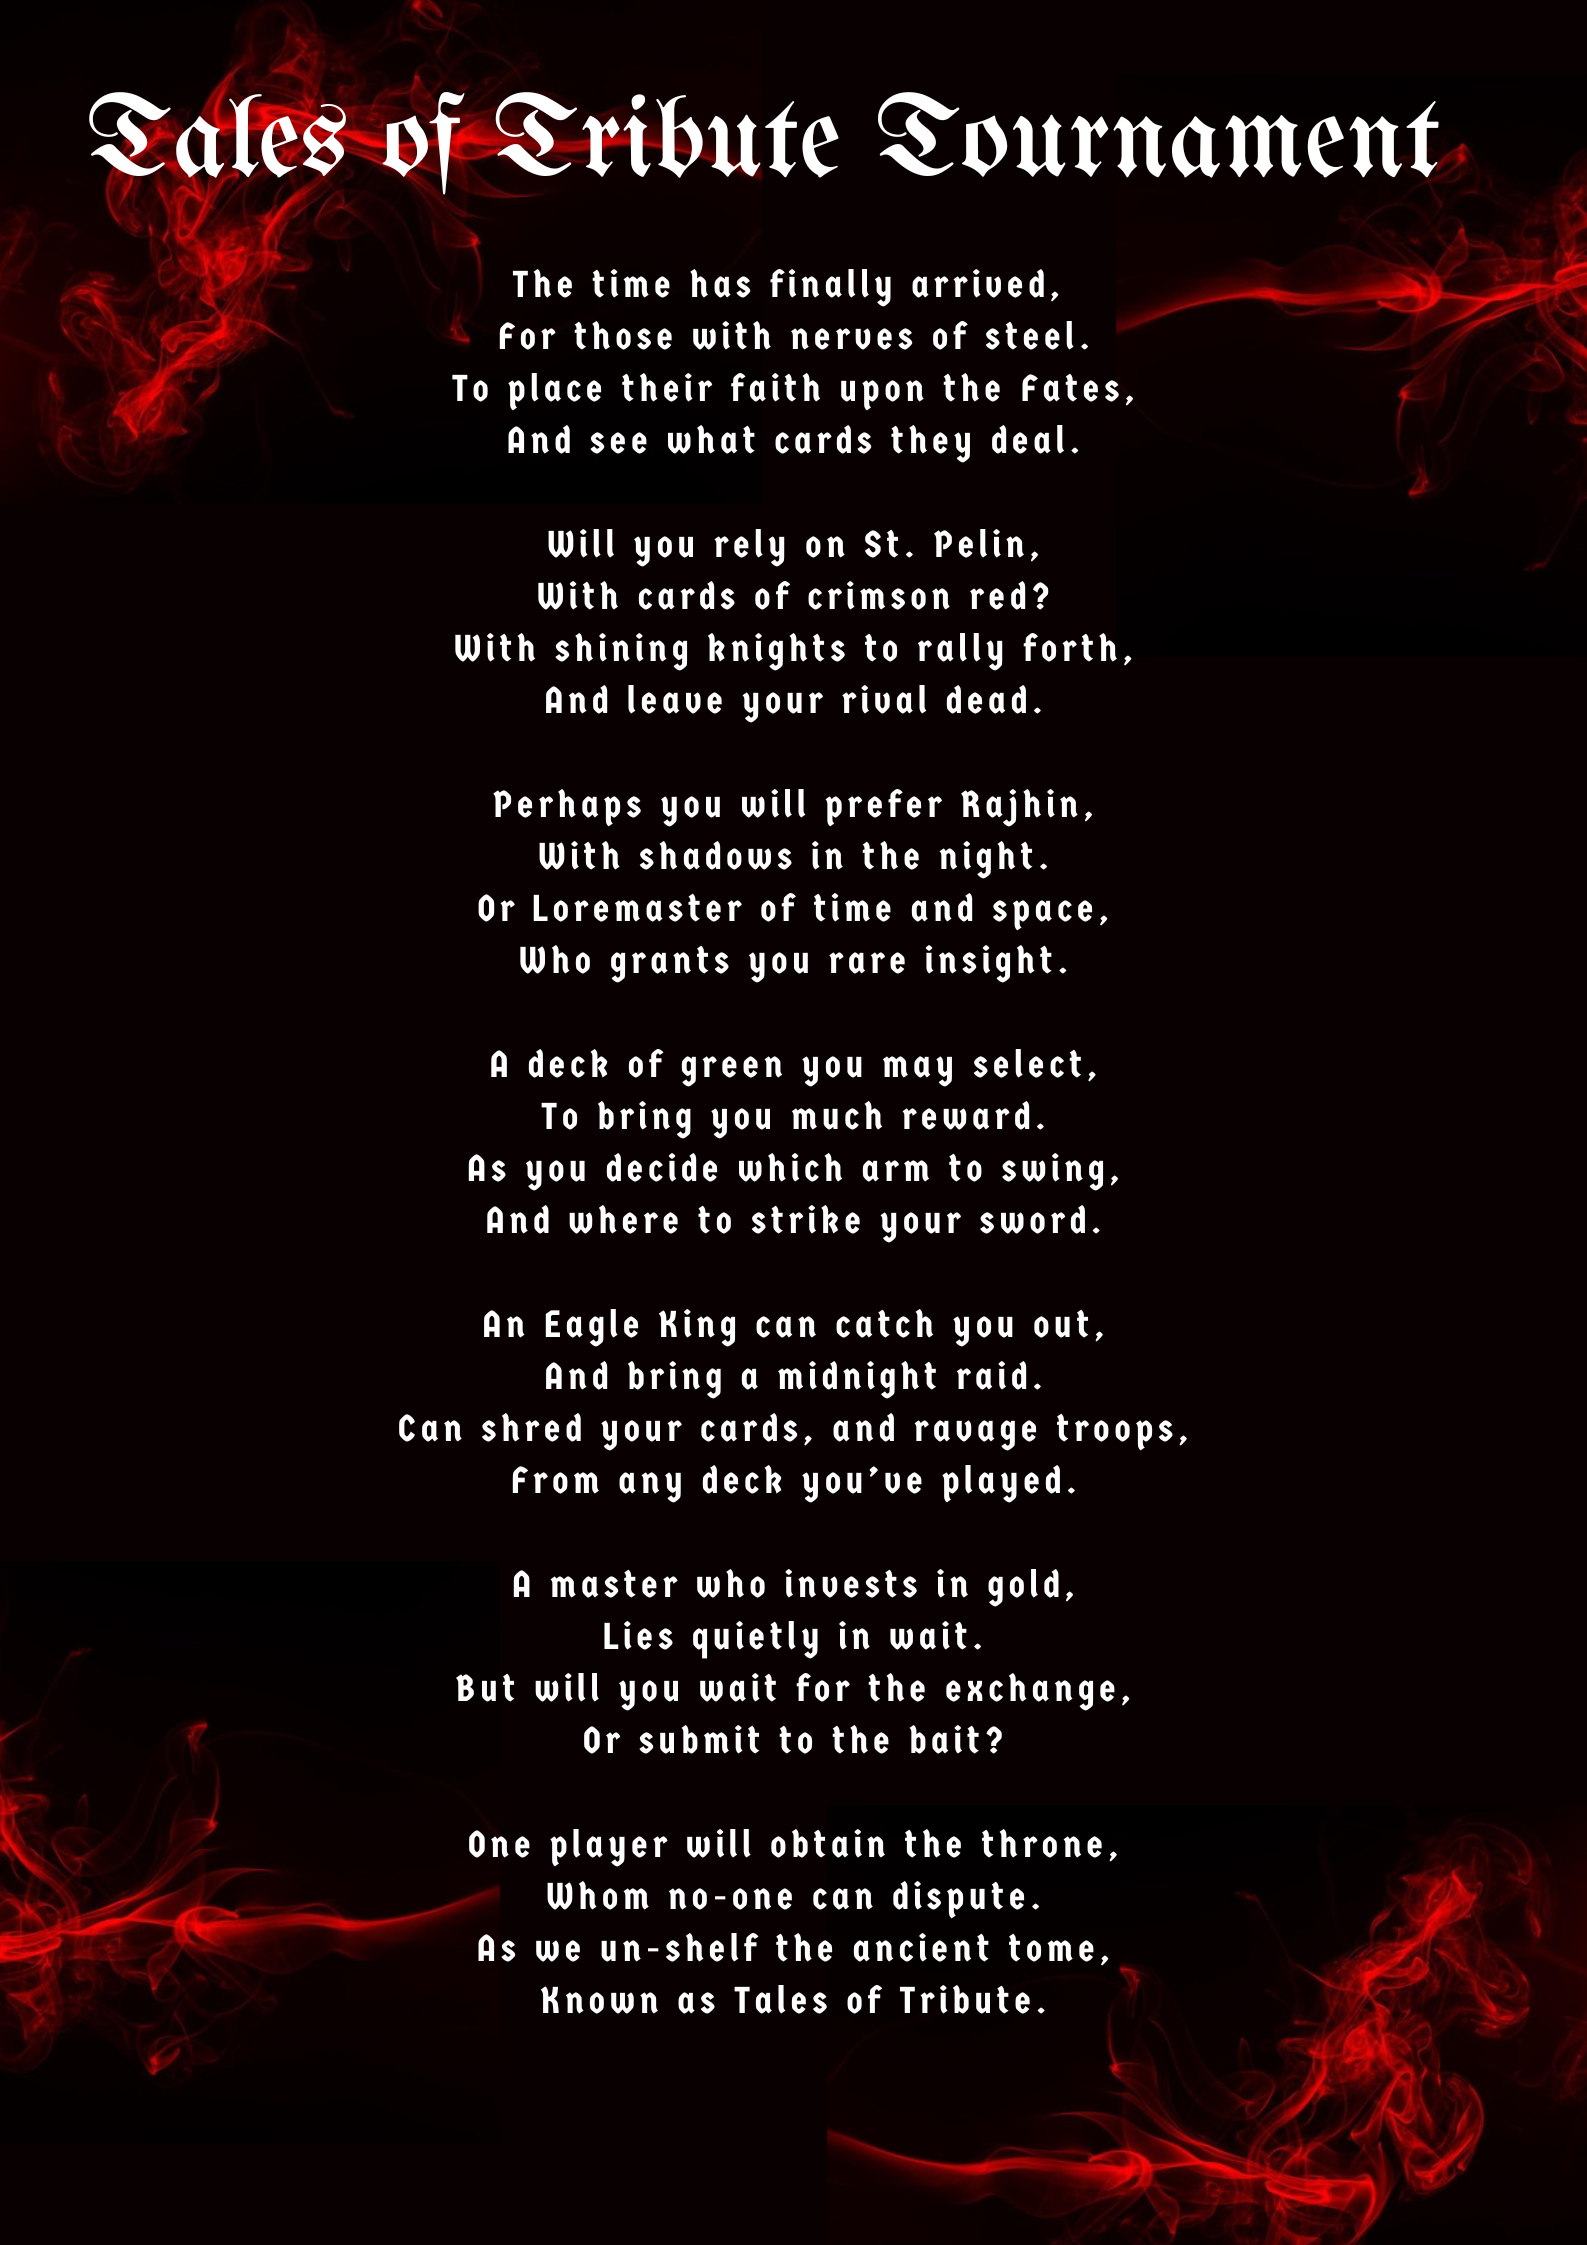 Tales of Tribute Tournament
The time has finally arrived,
For those with nerves of steel.
To place their faith upon the Fates,
And see what cards they deal.
Will you rely on St. Pelin,
With cards of crimson red?
With shining knights to rally forth,
And leave your rival dead.
Perhaps you will prefer Rajhin,
With shadows in the night.
Or Loremaster of time and space,
Who grants you rare insight.
A deck of green you may select,
To bring you much reward.
As you decide which arm to swing,
And where to strike your sword.
An Eagle King can catch you out,
And bring a midnight raid.
Can shred your cards, and ravage troops,
From any deck you've played.
A master who invests in gold,
Lies quietly in wait.
But will you wait for the exchange,
Or submit to the bait?
One player will obtain the throne,
Whom no-one can dispute.
As we un-shelf the ancient tome,
Known as Tales of Tribute.